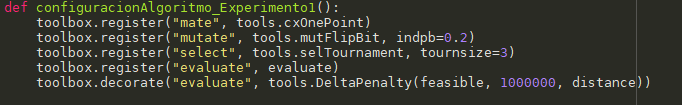 def configuracionAlgoritmo_Experimento1():
    toolbox.register("mate", tools.cxOnePoint)
    toolbox.register("mutate", tools.mutFlipBit, indpb=0.2)
    toolbox.register("select", tools.selTournament, tournsize=3)
    toolbox.register("evaluate", evaluate)
    toolbox.decorate("evaluate", tools.DeltaPenalty(feasible, 1000000, distance))